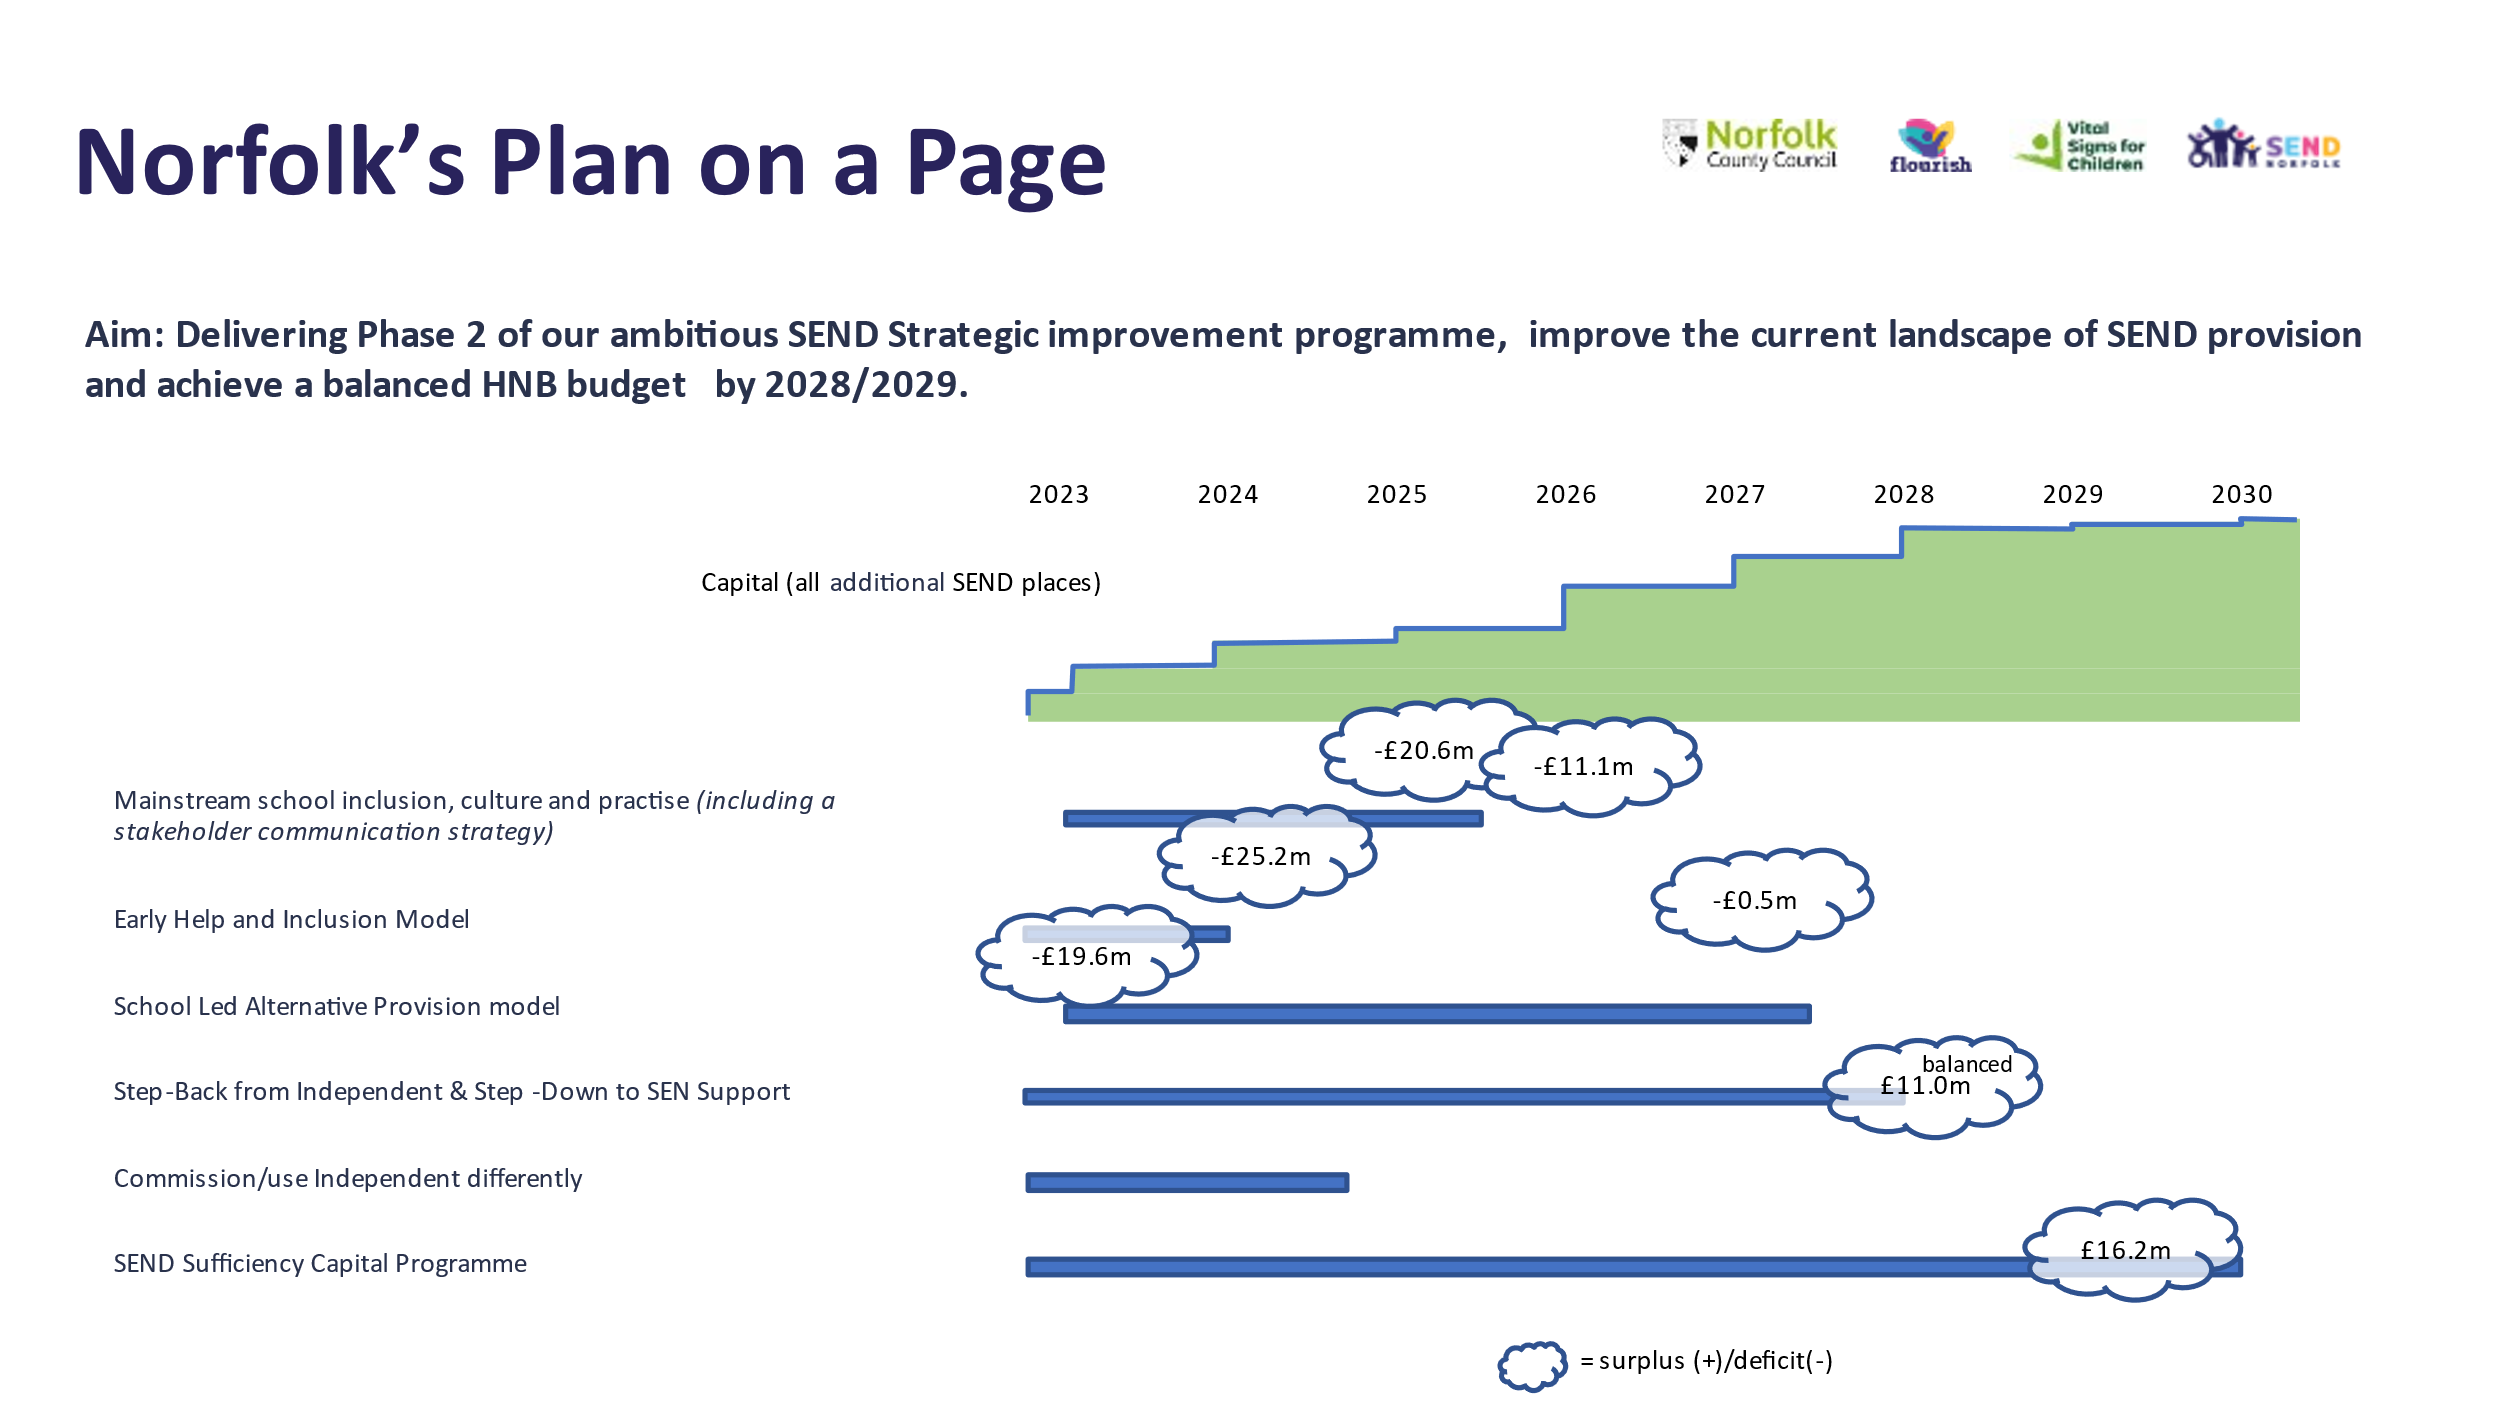 Norfolk’s Plan on a Page
Norfolk
County Council
flourish
Vital
Signs for
Children
SEND
NORFOLK
Aim: Delivering Phase 2 of our ambitious SEND Strategic improvement programme, improve the current landscape of SEND provision
and achieve a balanced HNB budget by 2028/2029.
2023 2024 2025 2026 2027 2028 2029 2030
Capital (all additional SEND places)
-£20.6m
-£11.1m
Mainstream school inclusion, culture and practise (including a
stakeholder communication strategy)
-£25.2m
-£0.5m
Early Help and Inclusion Model
-£19.6m
School Led Alternative Provision model
balanced
£11.0m
Step-Back from Independent & Step -Down to SEN Support
Commission/use Independent differently
£16.2m
SEND Sufficiency Capital Programme
= surplus (+)/deficit(-)